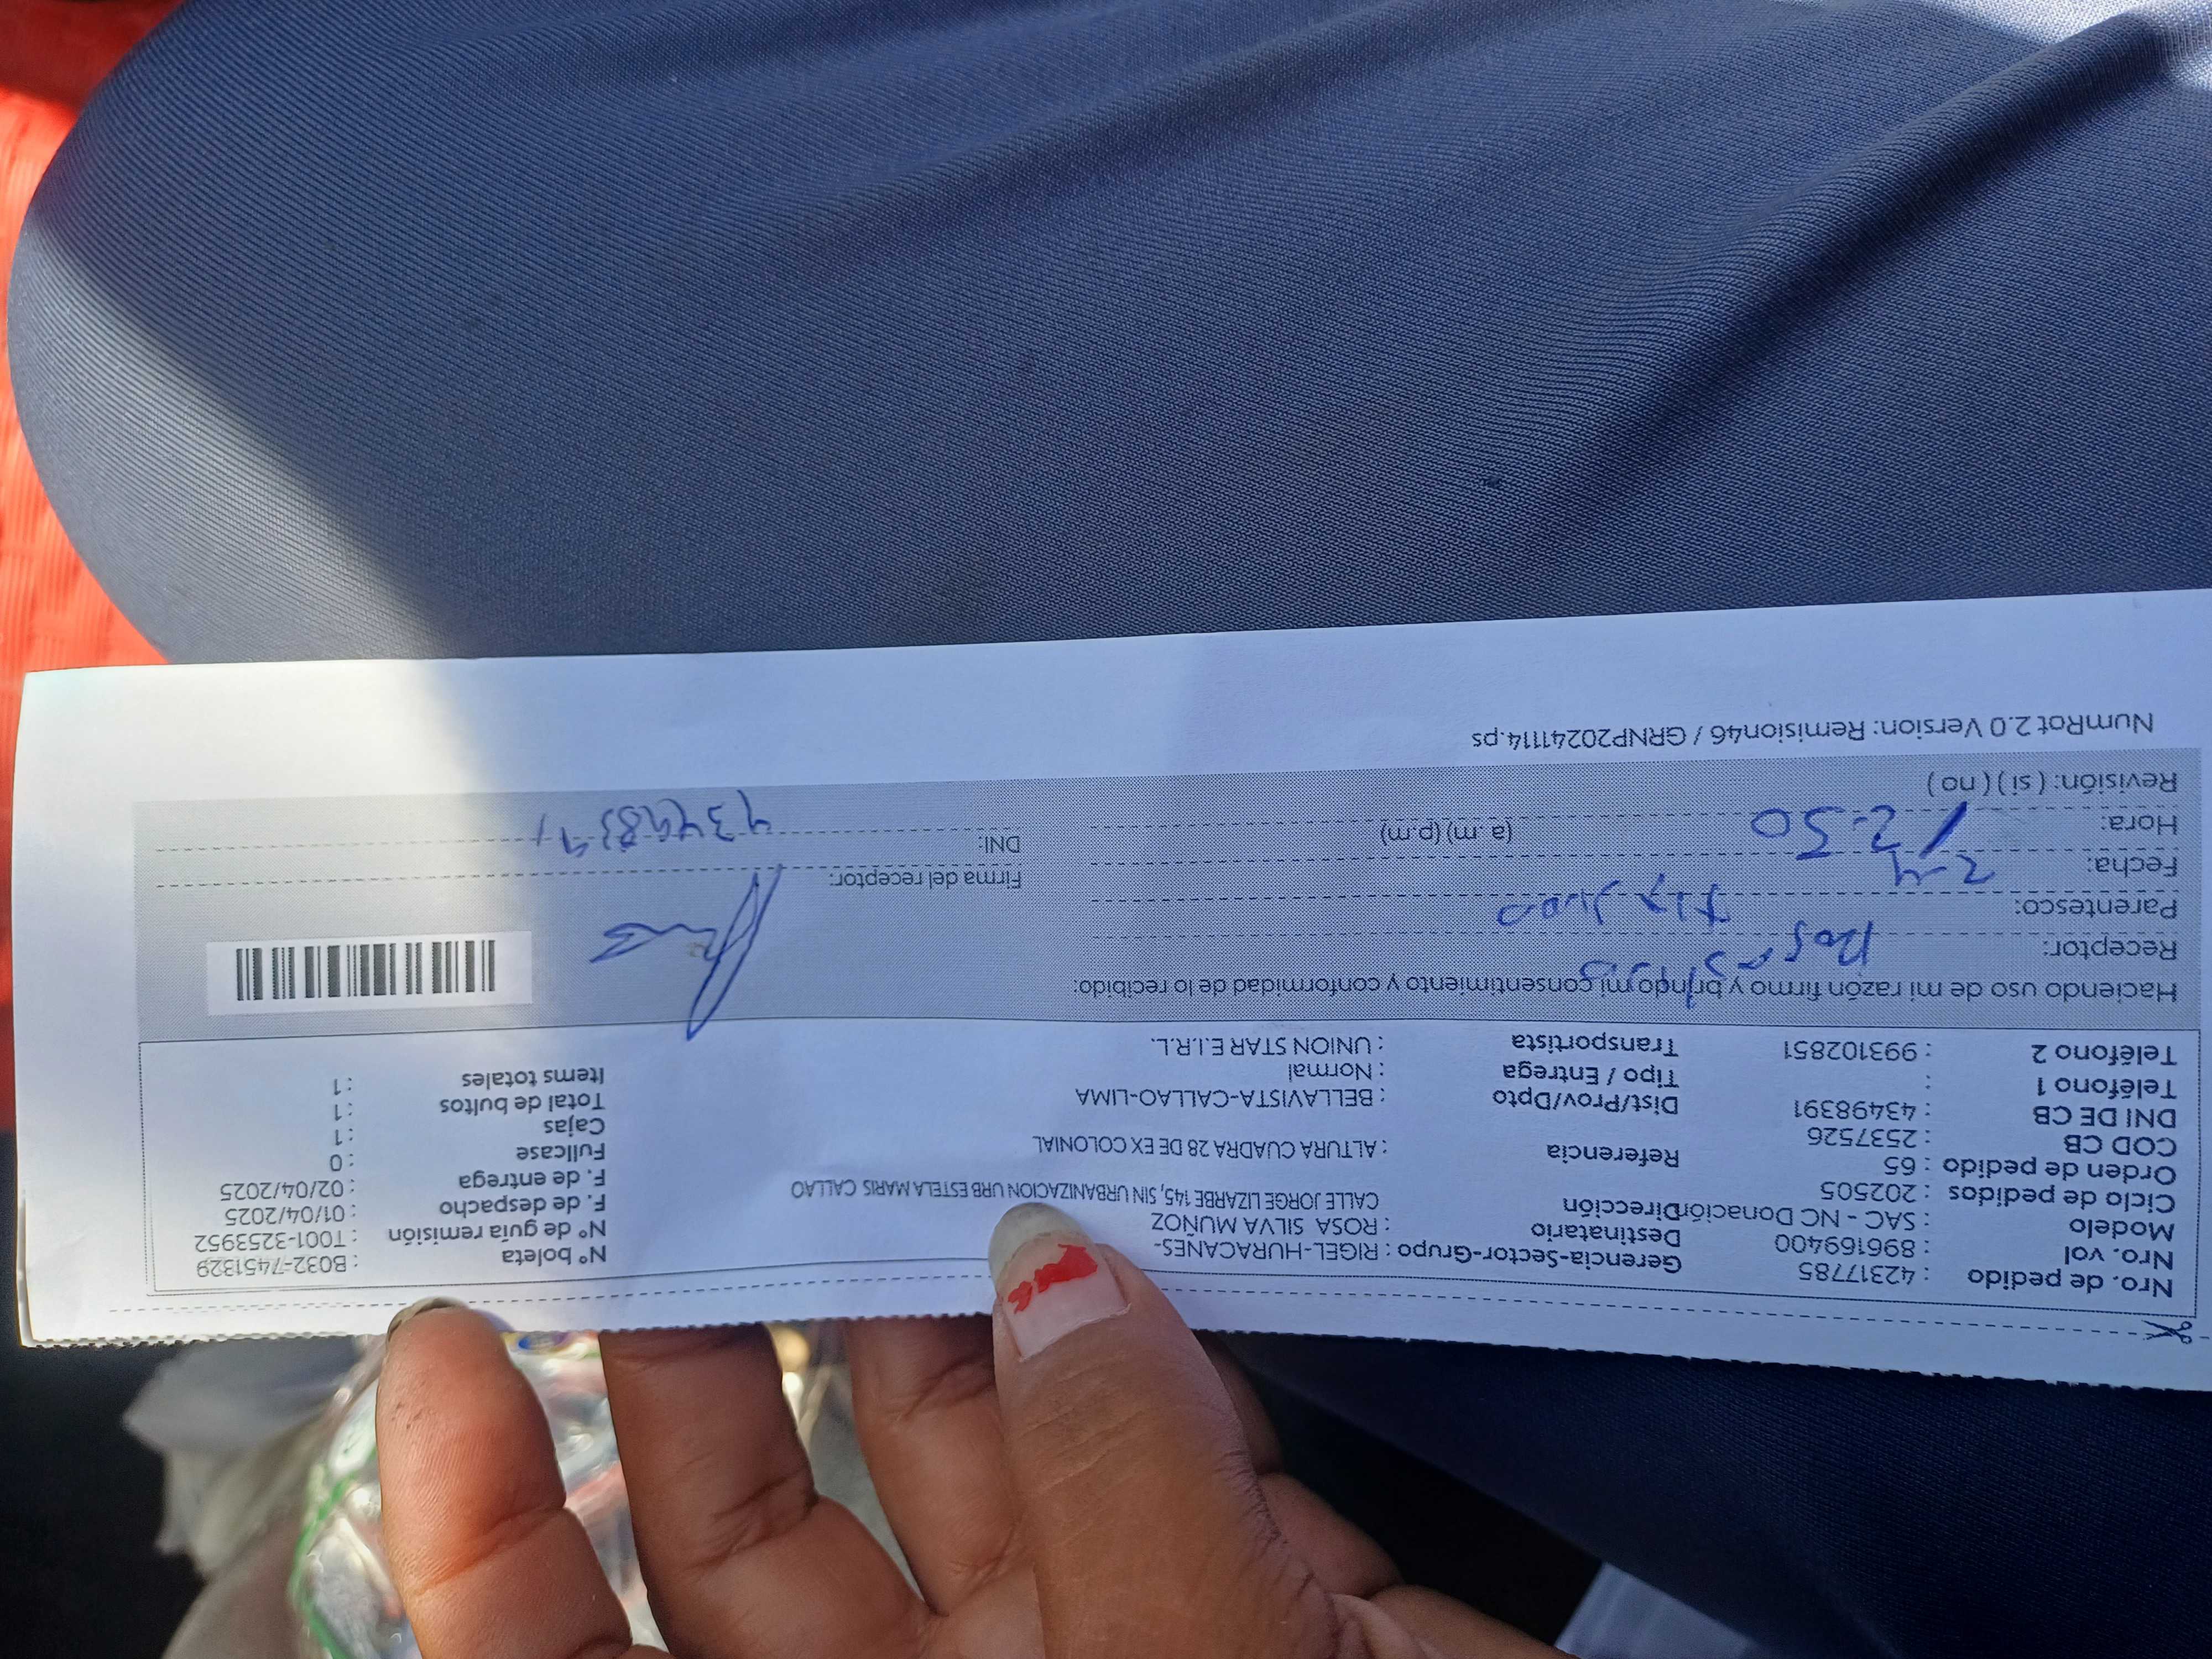 Nro. de pedido : 42317785
Nro. vol : 896169400
Modelo : SAC - NC Donación
Ciclo de pedidos : 202505
Orden de pedido : 65
COD CB : 2537526
DNI DE CB : 43498391
Teléfono 1 :
Teléfono 2 : 993102851
Gerencia-Sector-Grupo : RIGEL-HURACANES-
Destinatario : ROSA SILVA MUÑOZ
Dirección CALLE JORGE LIZARBE 145, SIN URBANIZACION URB ESTELA MARIS CALLAO
Referencia : ALTURA CUADRA 28 DE EX COLONIAL
Dist/Prov/Dpto : BELLAVISTA-CALLAO-LIMA
Tipo / Entrega : Normal
Transportista : UNION STAR E.I.R.L.
N° boleta : B032-7451329
N° de guía remisión : T001-3253952
F. de despacho : 01/04/2025
F. de entrega : 02/04/2025
Fullcase : 0
Cajas : 1
Total de bultos : 1
Items totales : 1
Haciendo uso de mi razón firmo y brindo mi consentimiento y conformidad de lo recibido:
Receptor: Rosa Silva
Parentesco: titular
Fecha: 2-4
Hora: 12-50 (a.m) (p.m)
Revisión: ( si ) ( no )
Firma del receptor:
DNI: 43498391
NumRot 2.0 Version: Remision46 / GRNP20241114.ps